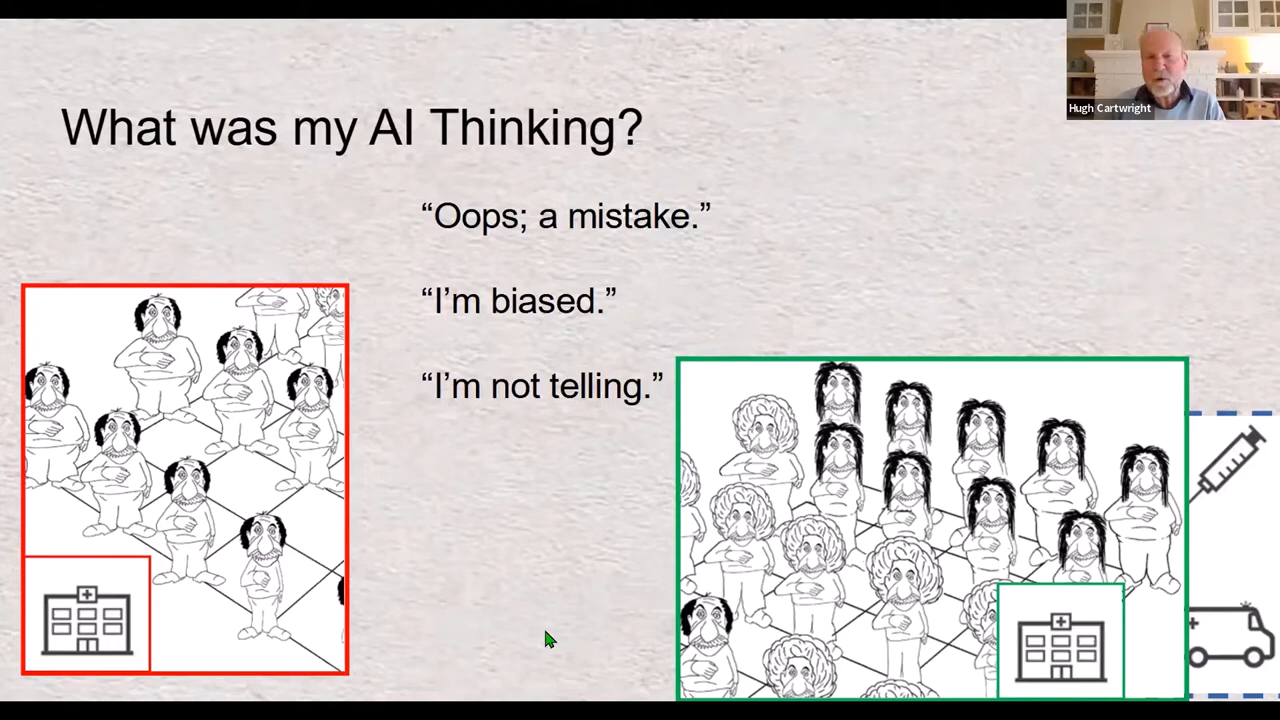 What was my AI Thinking?
Hugh Cartwright
“Oops; a mistake.”
“I’m biased.”
“I’m not telling.”